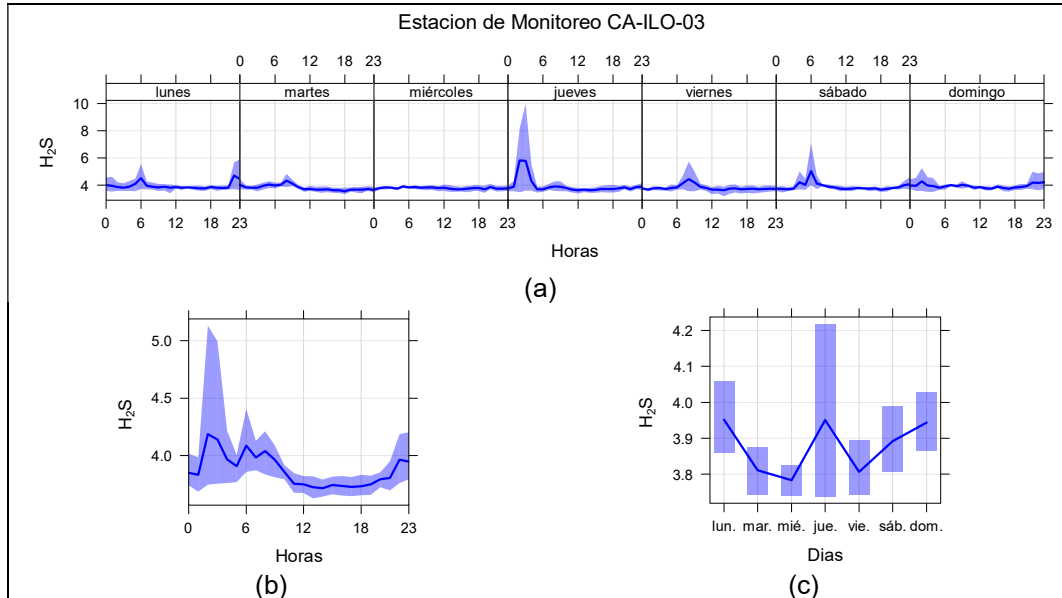 Estacion de Monitoreo CA-ILO-03
0 6 12 18 23 0 6 12 18 23 0 6 12 18 23
lunes martes miércoles jueves viernes sábado domingo
10
8
6
4
H₂S
0 6 12 18 23 0 6 12 18 23 0 6 12 18 23 0 6 12 18 23
Horas
(a)
5.0
4.5
4.0
H₂S
0 6 12 18 23
Horas
(b)
4.2
4.1
4.0
3.9
3.8
H₂S
lun. mar. mié. jue. vie. sáb. dom.
Dias
(c)